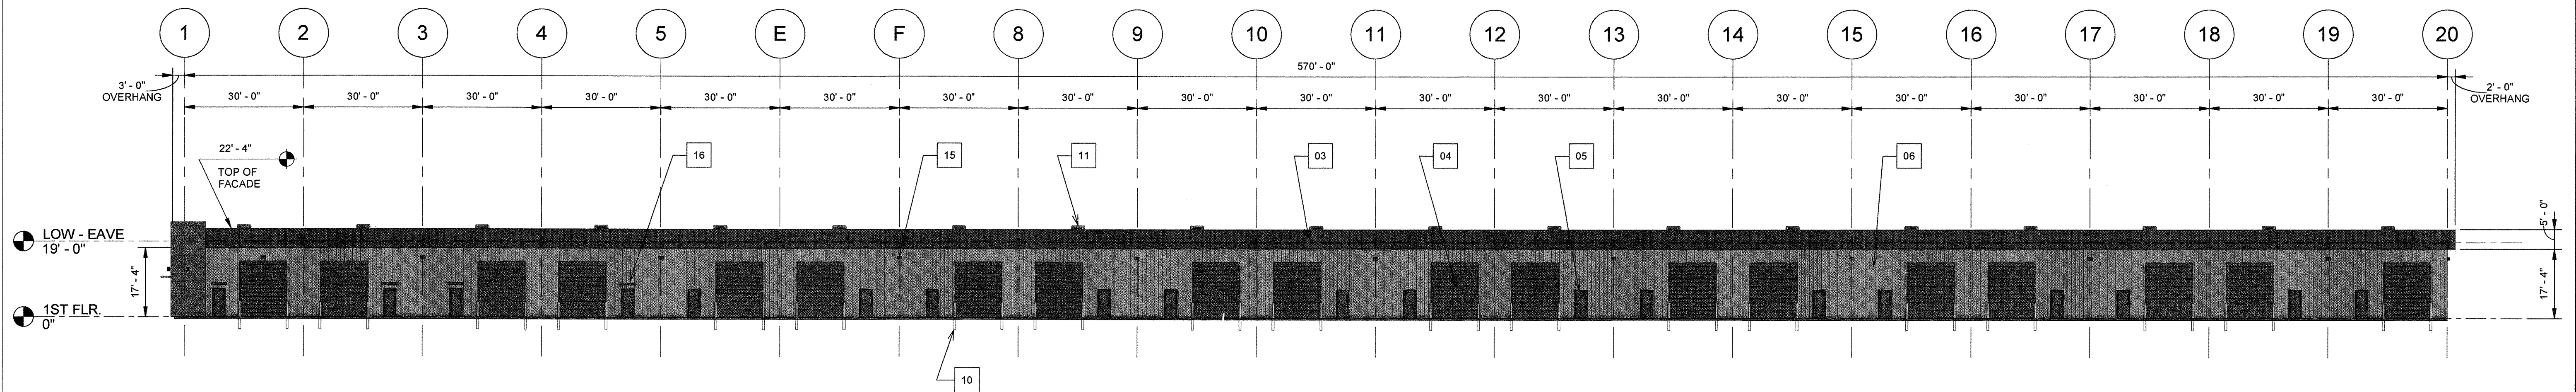 1 2 3 4 5 E F 8 9 10 11 12 13 14 15 16 17 18 19 20
570' - 0"
3' - 0"
OVERHANG
2' - 0"
OVERHANG
30' - 0" 30' - 0" 30' - 0" 30' - 0" 30' - 0" 30' - 0" 30' - 0" 30' - 0" 30' - 0" 30' - 0" 30' - 0" 30' - 0" 30' - 0" 30' - 0" 30' - 0" 30' - 0" 30' - 0" 30' - 0" 30' - 0"
22' - 4"
TOP OF
FACADE
16 15 11 03 04 05 06
LOW - EAVE
19' - 0"
17' - 4"
1ST FLR.
0"
5' - 0"
17' - 4"
10